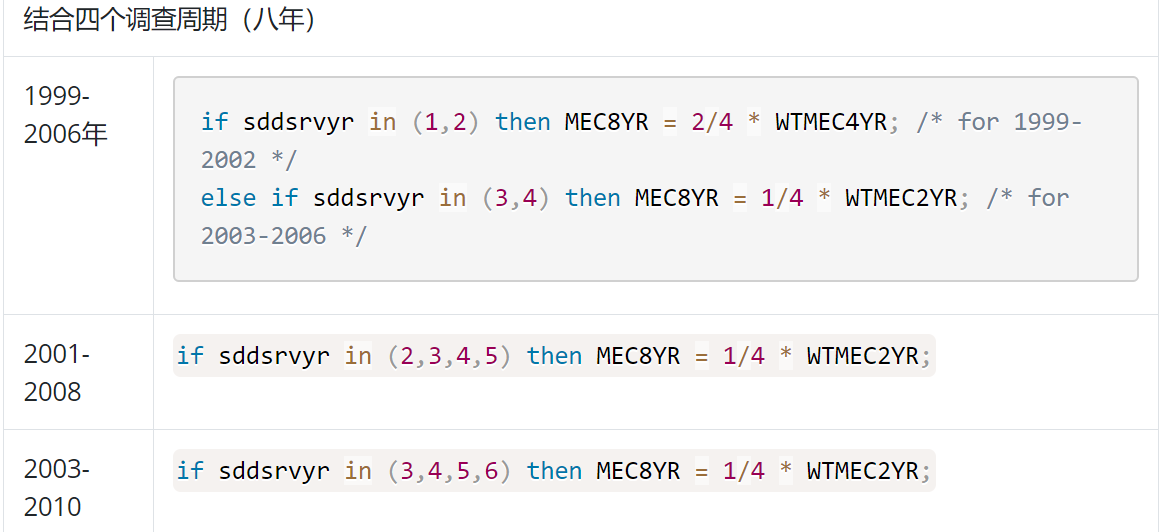 结合四个调查周期（八年）
1999-
2006年
if sddsrvyr in (1,2) then MEC8YR = 2/4 * WTMEC4YR; /* for 1999-
2002 */
else if sddsrvyr in (3,4) then MEC8YR = 1/4 * WTMEC2YR; /* for
2003-2006 */
2001-
2008
if sddsrvyr in (2,3,4,5) then MEC8YR = 1/4 * WTMEC2YR;
2003-
2010
if sddsrvyr in (3,4,5,6) then MEC8YR = 1/4 * WTMEC2YR;